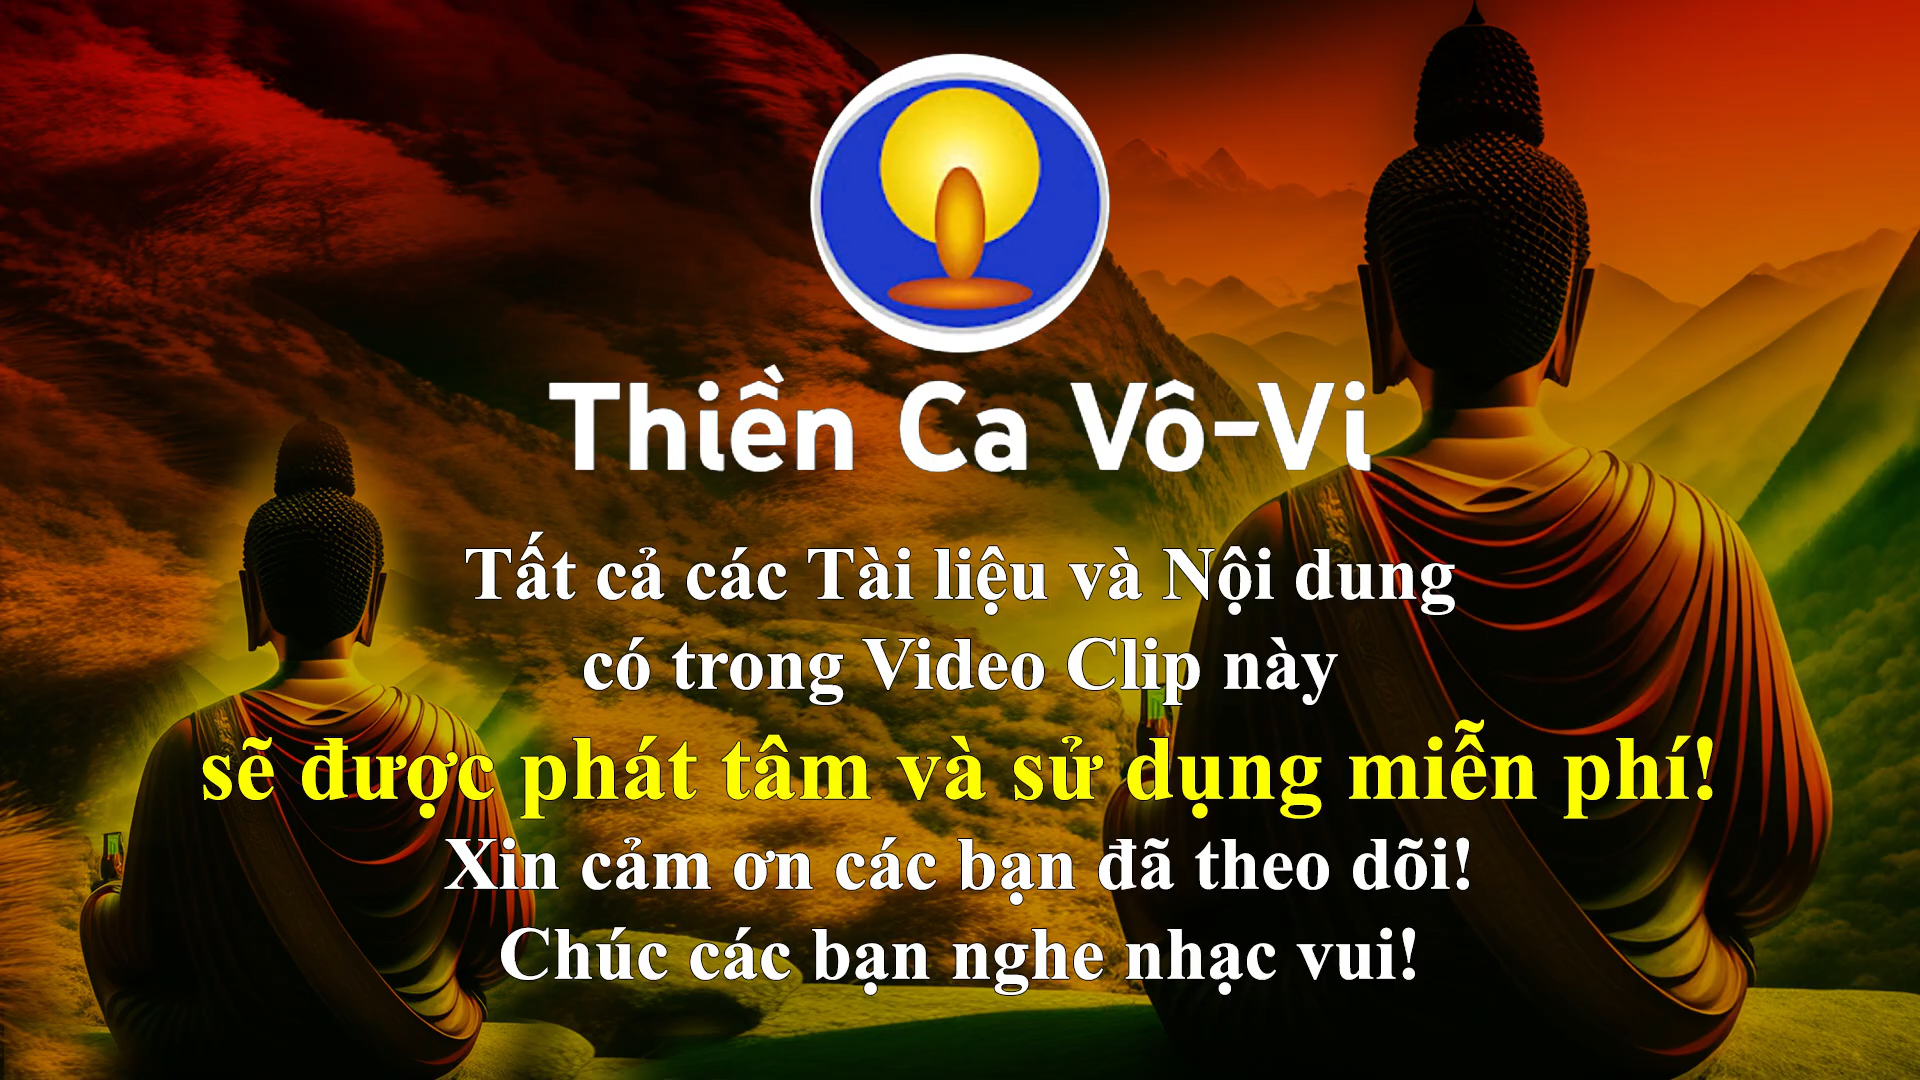 Thiền Ca Vô-Vi
Tất cả các Tài liệu và Nội dung
có trong Video Clip này
sẽ được phát tâm và sử dụng miễn phí!
Xin cảm ơn các bạn đã theo dõi!
Chúc các bạn nghe nhạc vui!